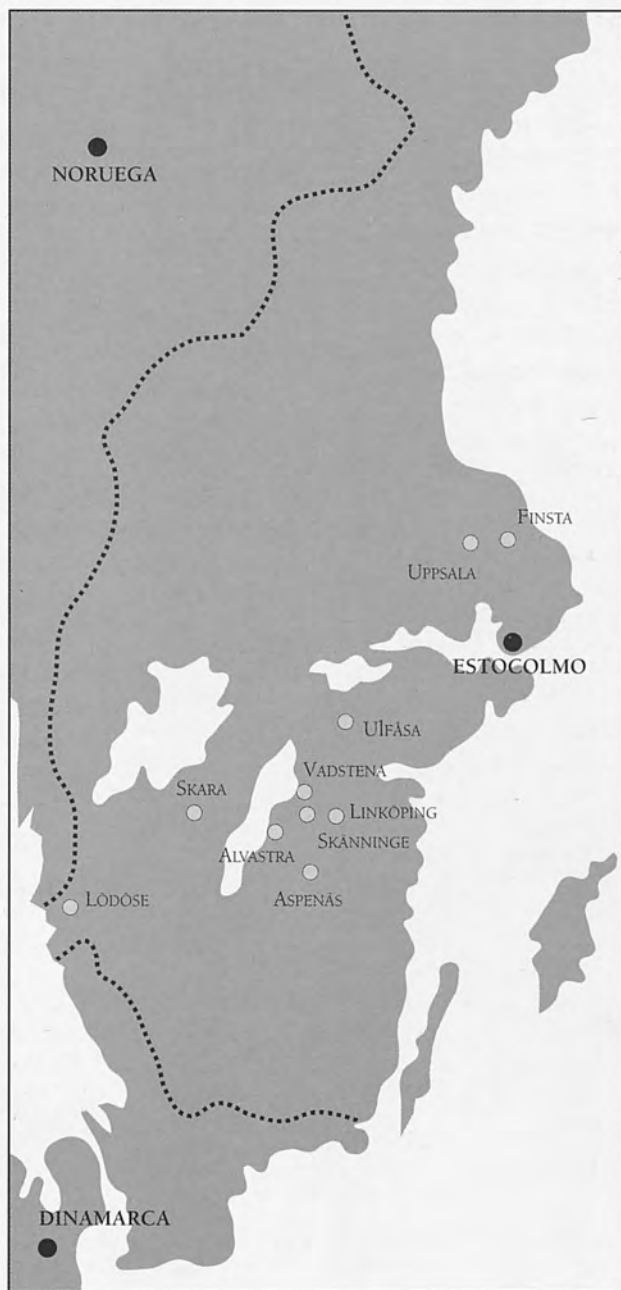 NORUEGA
FINSTA
UPPSALA
ESTOCOLMO
ULFÅSA
VADSTENA
SKARA
LINKÖPING
SKÄNNINGE
ALVASTRA
ASPENÄS
LÖDÖSE
DINAMARCA